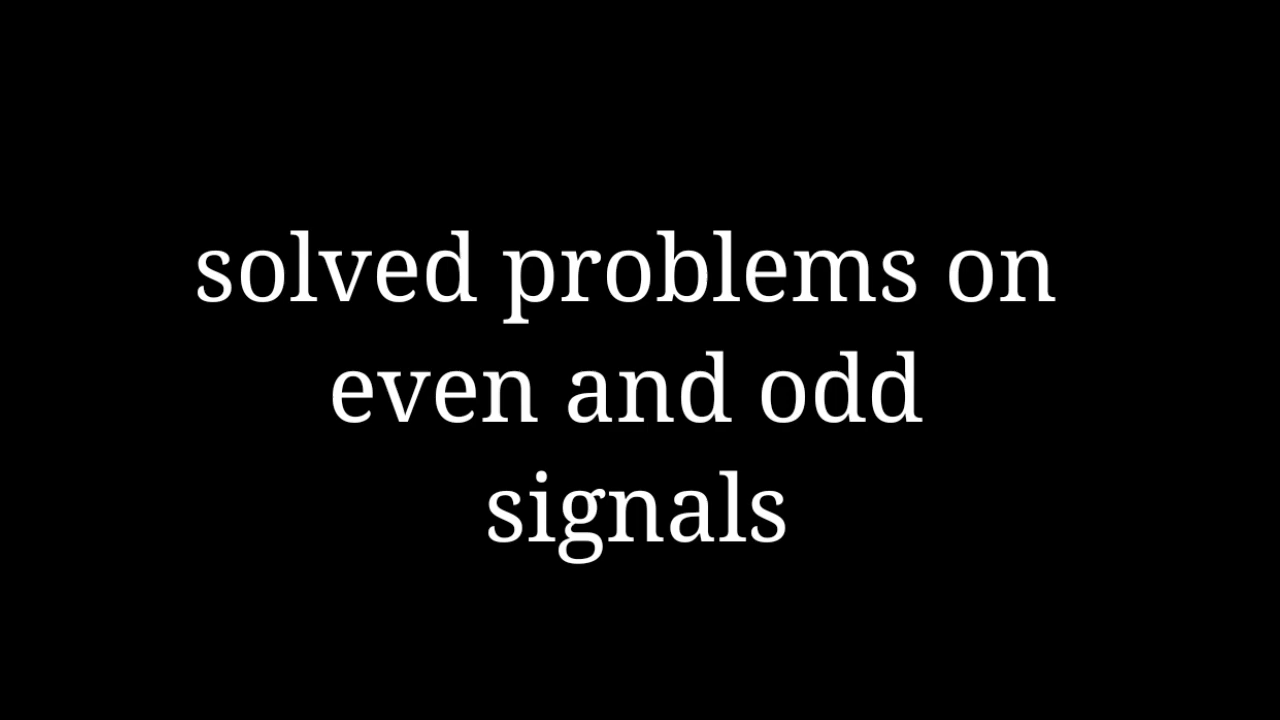 solved problems on
even and odd
signals